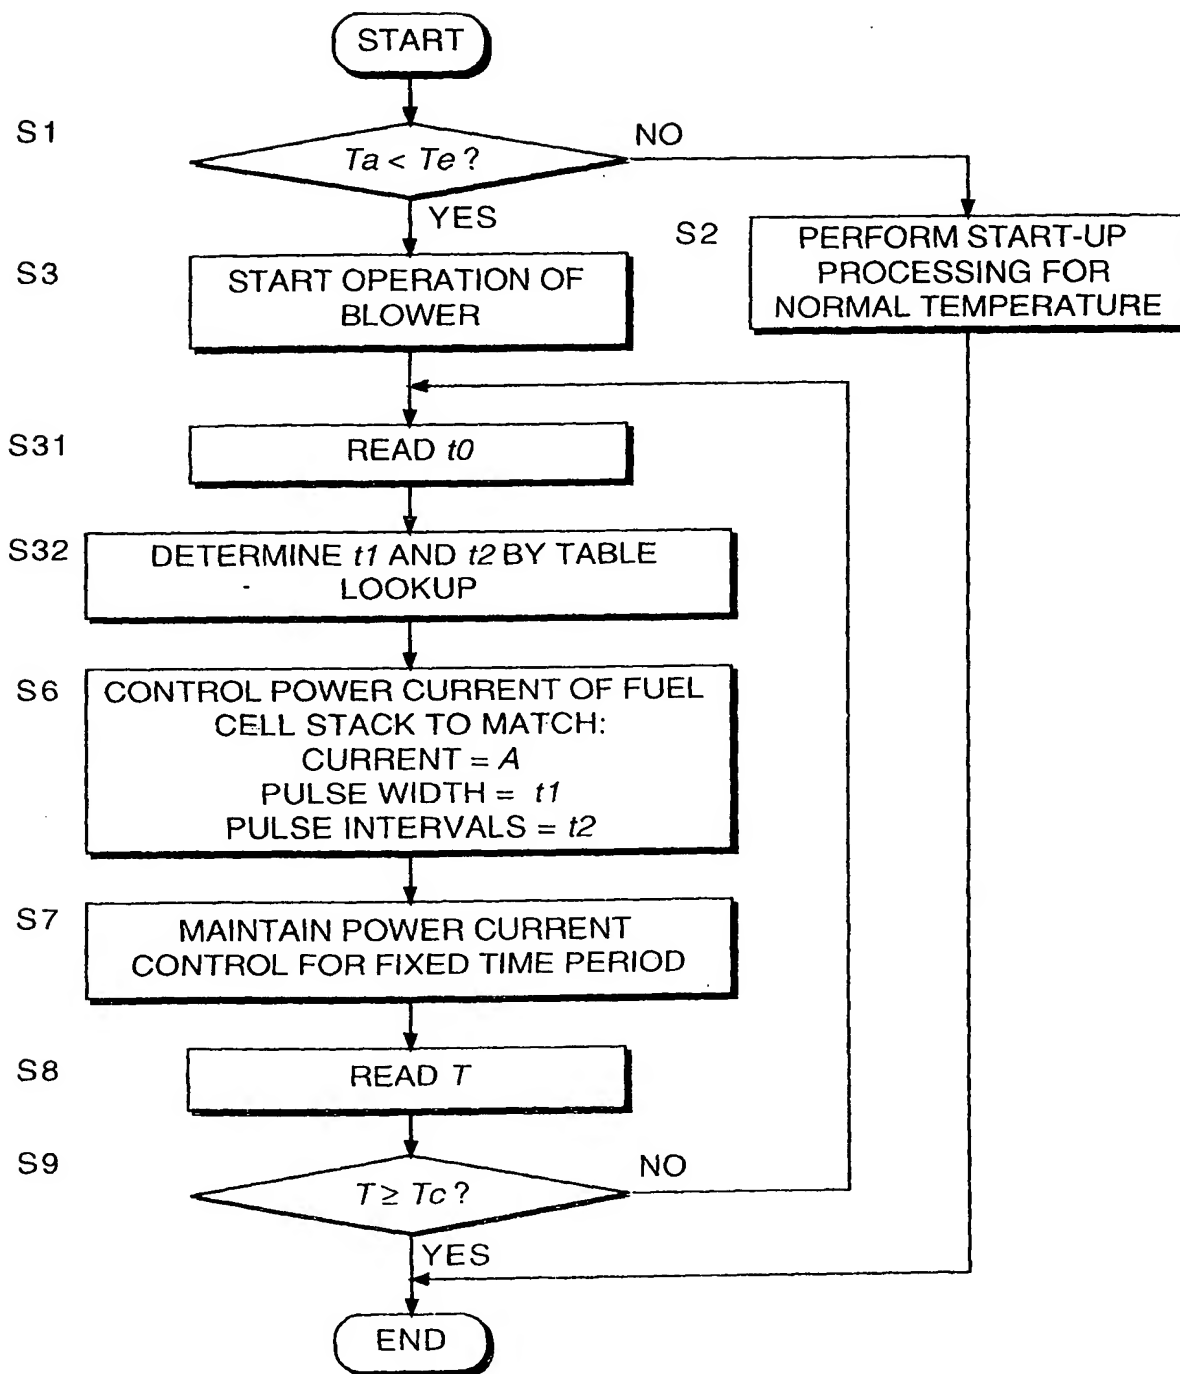 START
S1
Ta < Te ?
NO
YES
S2
PERFORM START-UP
PROCESSING FOR
NORMAL TEMPERATURE
S3
START OPERATION OF
BLOWER
S31
READ t0
S32
DETERMINE t1 AND t2 BY TABLE
LOOKUP
S6
CONTROL POWER CURRENT OF FUEL
CELL STACK TO MATCH:
CURRENT = A
PULSE WIDTH = t1
PULSE INTERVALS = t2
S7
MAINTAIN POWER CURRENT
CONTROL FOR FIXED TIME PERIOD
S8
READ T
S9
T ≥ Tc ?
NO
YES
END